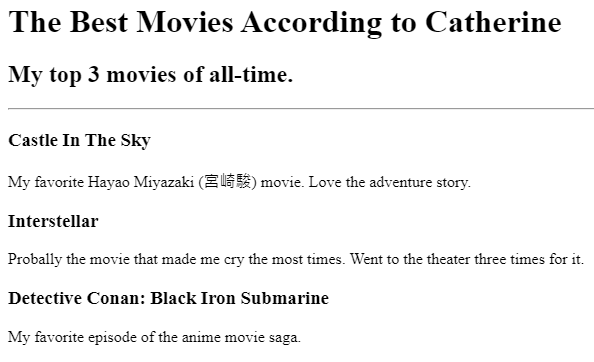 The Best Movies According to Catherine
My top 3 movies of all-time.
Castle In The Sky
My favorite Hayao Miyazaki (宮崎駿) movie. Love the adventure story.
Interstellar
Probally the movie that made me cry the most times. Went to the theater three times for it.
Detective Conan: Black Iron Submarine
My favorite episode of the anime movie saga.